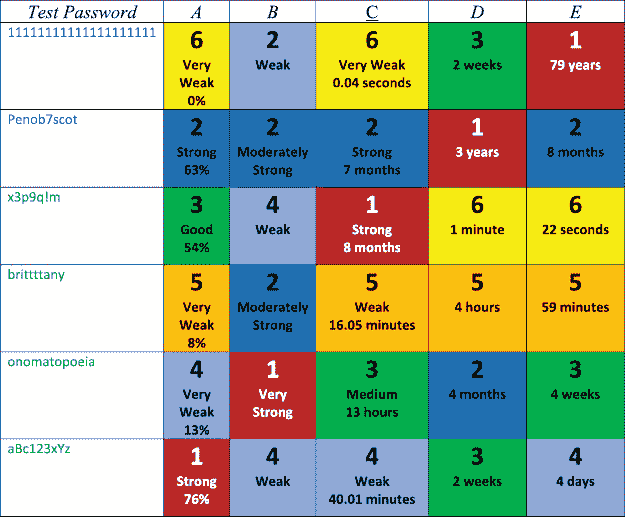 Test Password A B C D E
11111111111111111111 6 2 6 3 1
Very Weak Very Weak 2 weeks 79 years
Weak 0.04 seconds
0%
Penob7scot 2 2 2 1 2
Strong Moderately Strong 3 years 8 months
63% Strong 7 months
x3p9q!m 3 4 1 6 6
Good Weak Strong 1 minute 22 seconds
54% 8 months
brittttany 5 2 5 5 5
Very Moderately Weak 4 hours 59 minutes
Weak Strong 16.05 minutes
8%
onomatopoeia 4 1 3 2 3
Very Very Medium 4 months 4 weeks
Weak Strong 13 hours
13%
aBc123xYz 1 4 4 3 4
Strong Weak Weak 2 weeks 4 days
76% 40.01 minutes